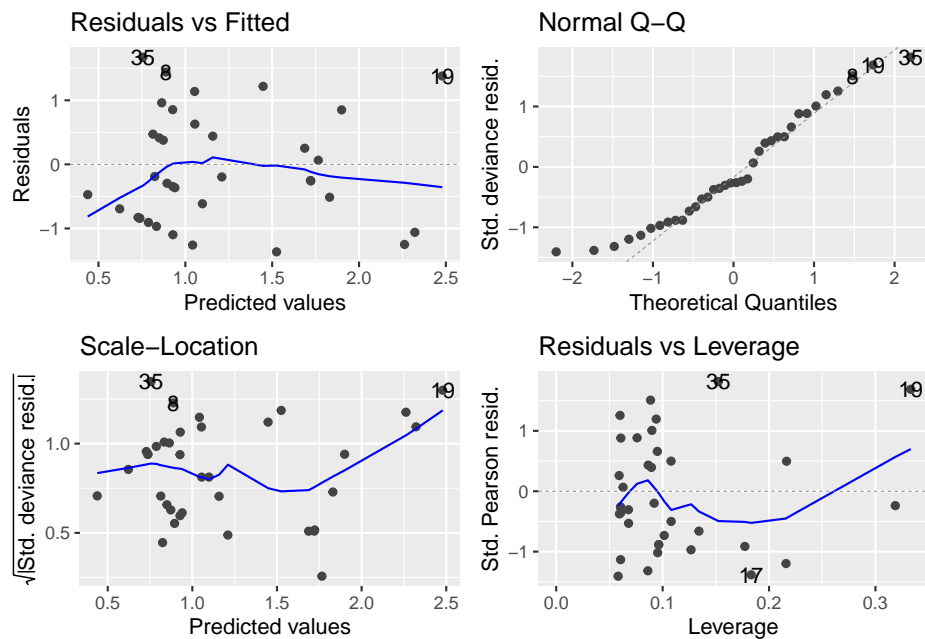 Residuals vs Fitted
35
8
19
1
0
−1
Residuals
0.5 1.0 1.5 2.0 2.5
Predicted values
Normal Q−Q
35
19
8
1
0
−1
Std. deviance resid.
−2 −1 0 1 2
Theoretical Quantiles
Scale−Location
35
8
19
1.0
0.5
√|Std. deviance resid.|
0.5 1.0 1.5 2.0 2.5
Predicted values
Residuals vs Leverage
35
19
17
1
0
−1
Std. Pearson resid.
0.0 0.1 0.2 0.3
Leverage